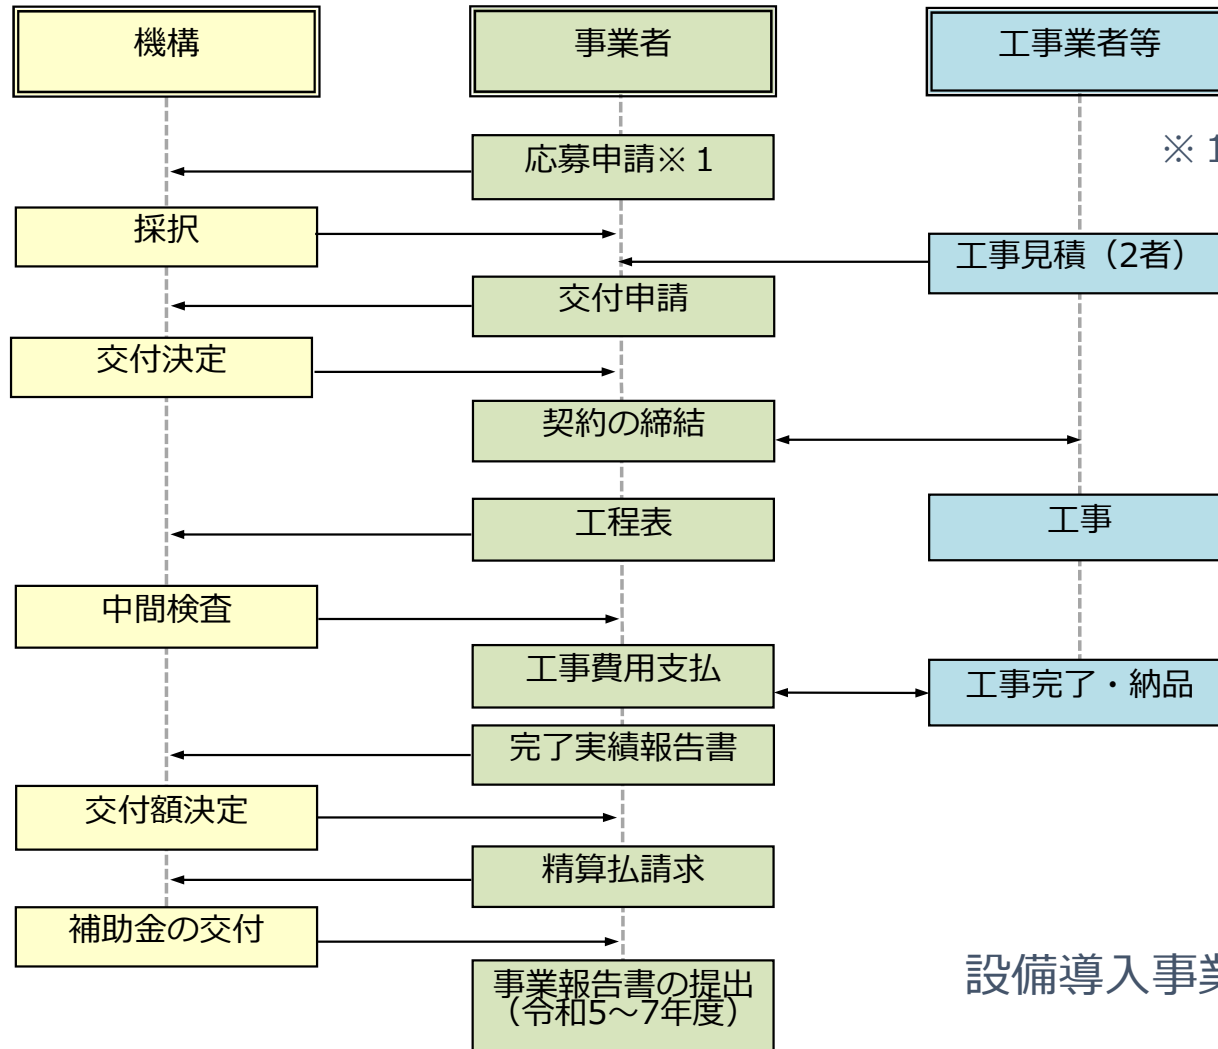 機構
事業者
工事業者等
応募申請※１
※１
採択
工事見積（2者）
交付申請
交付決定
契約の締結
工程表
工事
中間検査
工事費用支払
工事完了・納品
完了実績報告書
交付額決定
精算払請求
補助金の交付
設備導入事業
事業報告書の提出
（令和5～7年度）